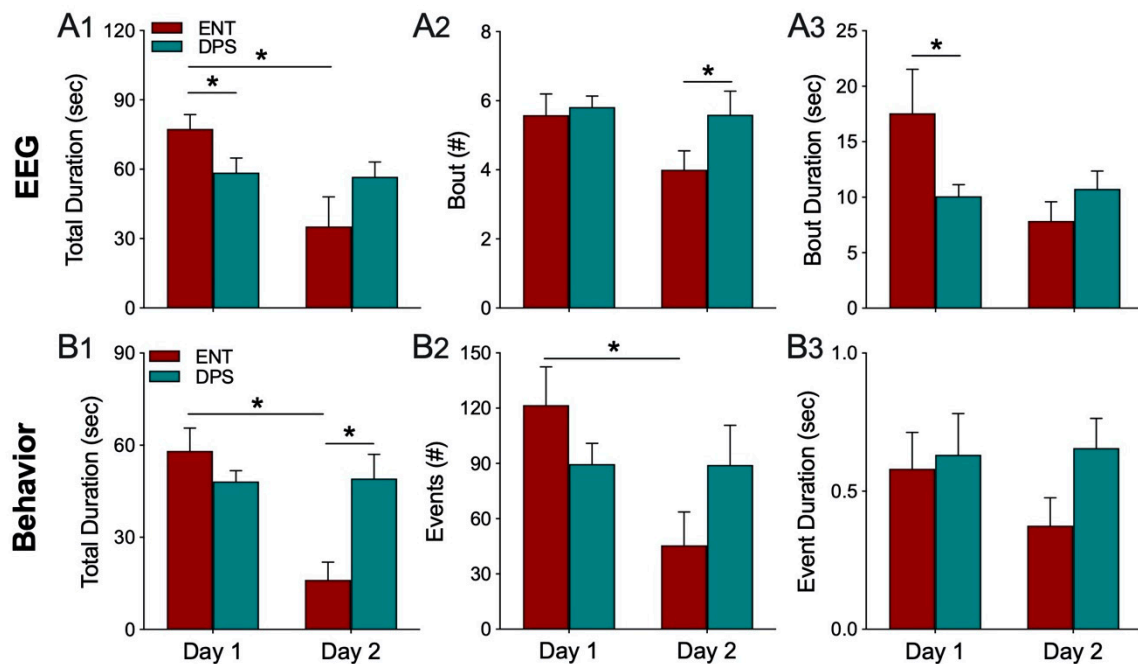 A1
ENT
DPS
*
*
120
90
60
30
0
Total Duration (sec)
A2
*
8
6
4
2
0
Bout (#)
A3
*
25
20
15
10
5
0
Bout Duration (sec)
EEG
B1
ENT
DPS
*
*
90
60
30
0
Total Duration (sec)
Day 1 Day 2
B2
*
150
120
90
60
30
0
Events (#)
Day 1 Day 2
B3
1.0
0.5
0.0
Event Duration (sec)
Day 1 Day 2
Behavior